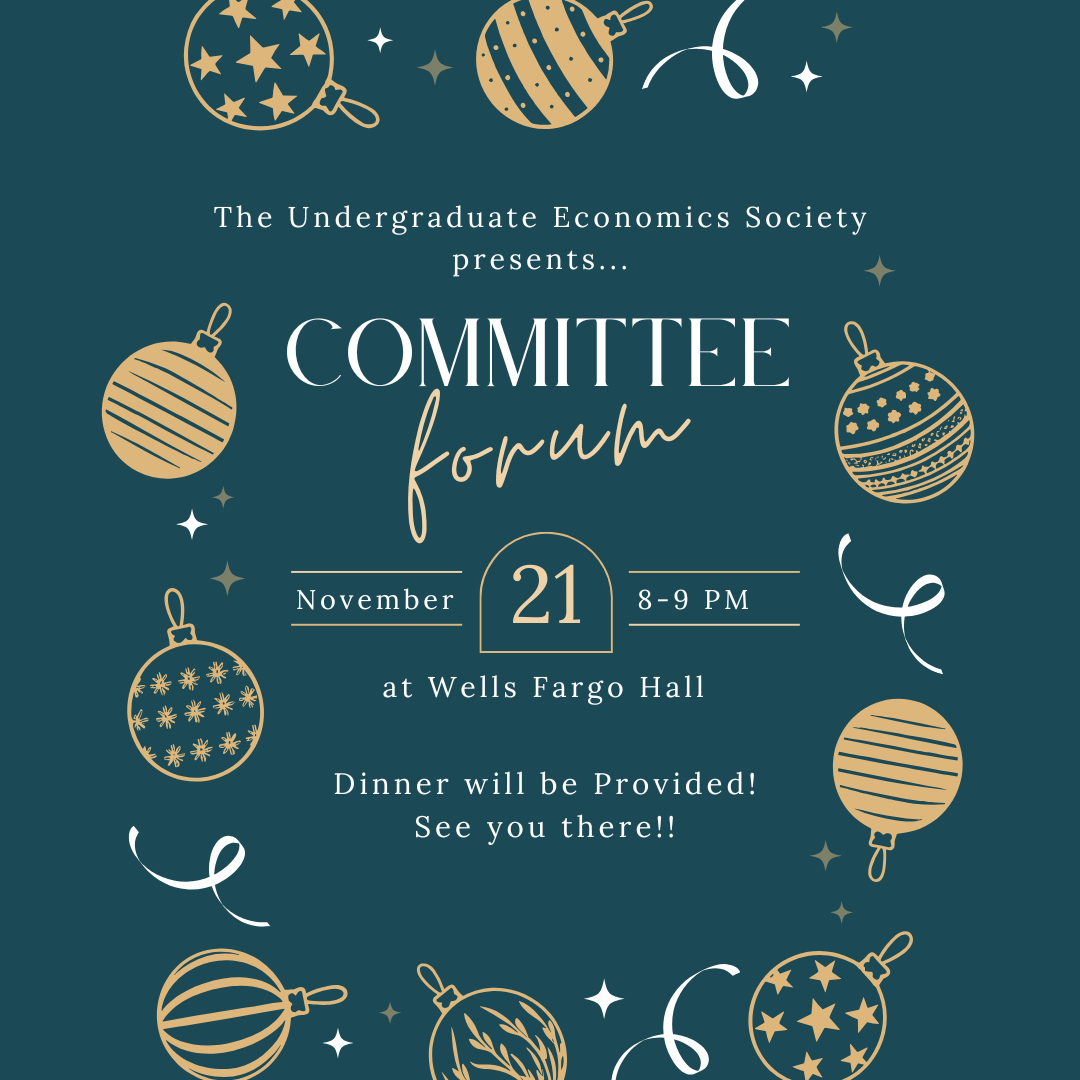 The Undergraduate Economics Society
presents...
COMMITTEE
forum
November 21 8-9 PM
at Wells Fargo Hall
Dinner will be Provided!
See you there!!